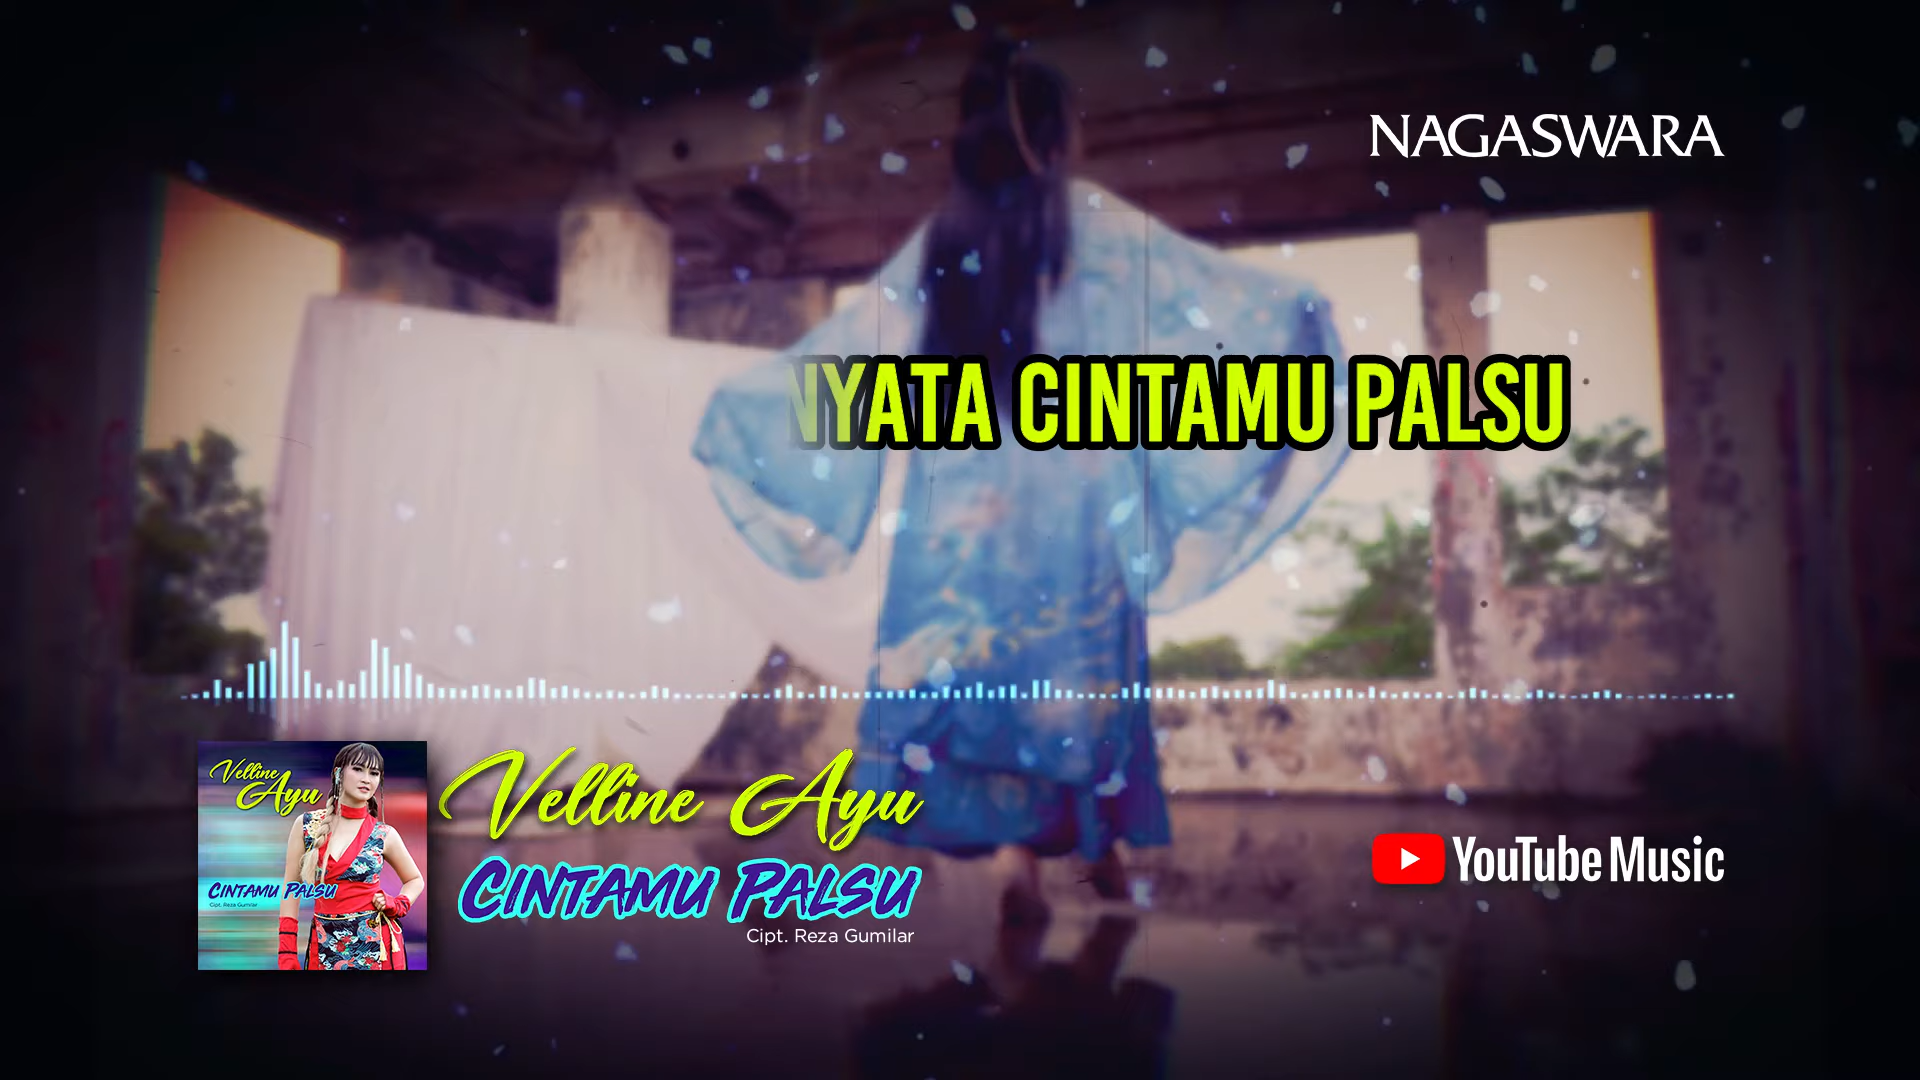 NAGASWARA
NYATA CINTAMU PALSU
Velline
Ayu
CINTAMU PALSU
Cipt. Reza Gumilar
Velline Ayu
CINTAMU PALSU
Cipt. Reza Gumilar
YouTube Music